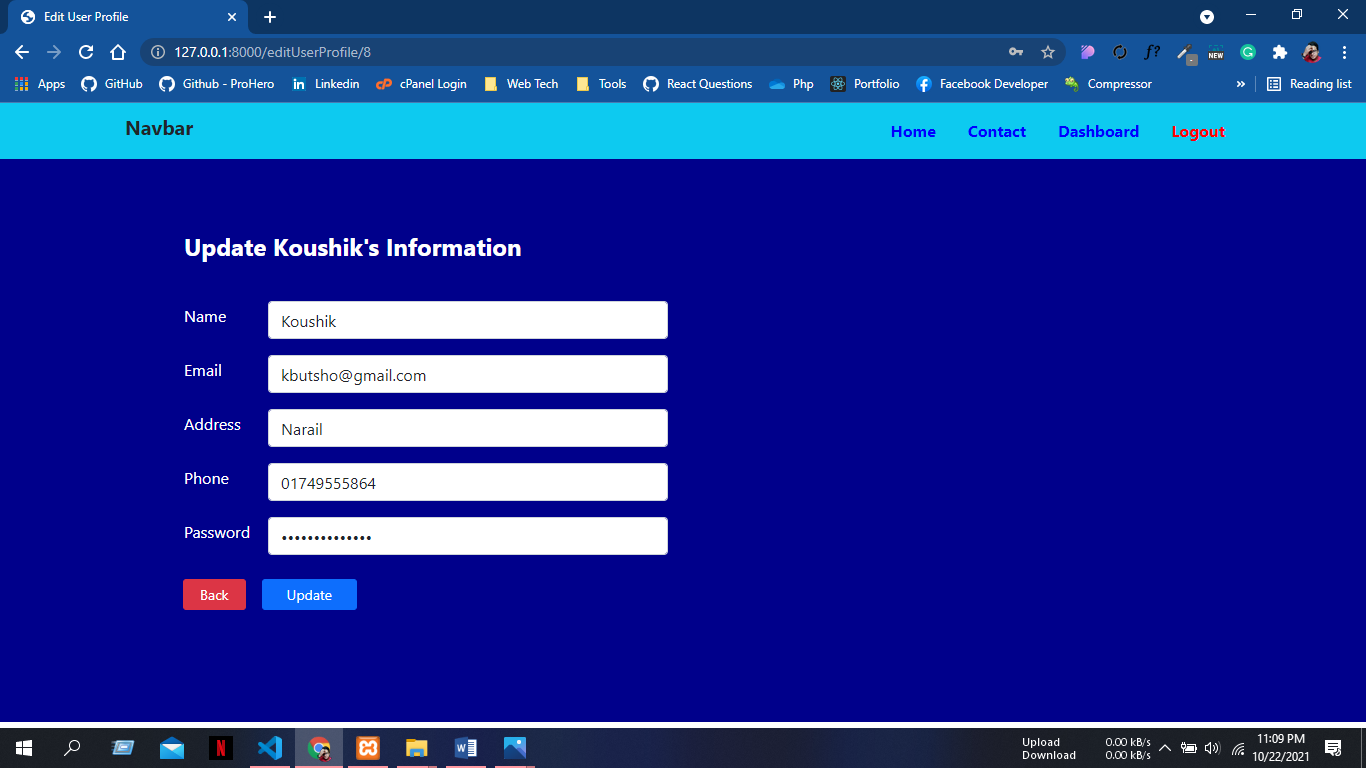 Edit User Profile
127.0.0.1:8000/editUserProfile/8
f?
NEW
G
Apps GitHub Github - ProHero Linkedin cPanel Login Web Tech Tools React Questions Php Portfolio Facebook Developer Compressor » Reading list
Navbar Home Contact Dashboard Logout
Update Koushik's Information
Name Koushik
Email kbutsho@gmail.com
Address Narail
Phone 01749555864
Password ••••••••••••••
Back Update
Upload 0.00 kB/s
Download 0.00 kB/s
11:09 PM
10/22/2021